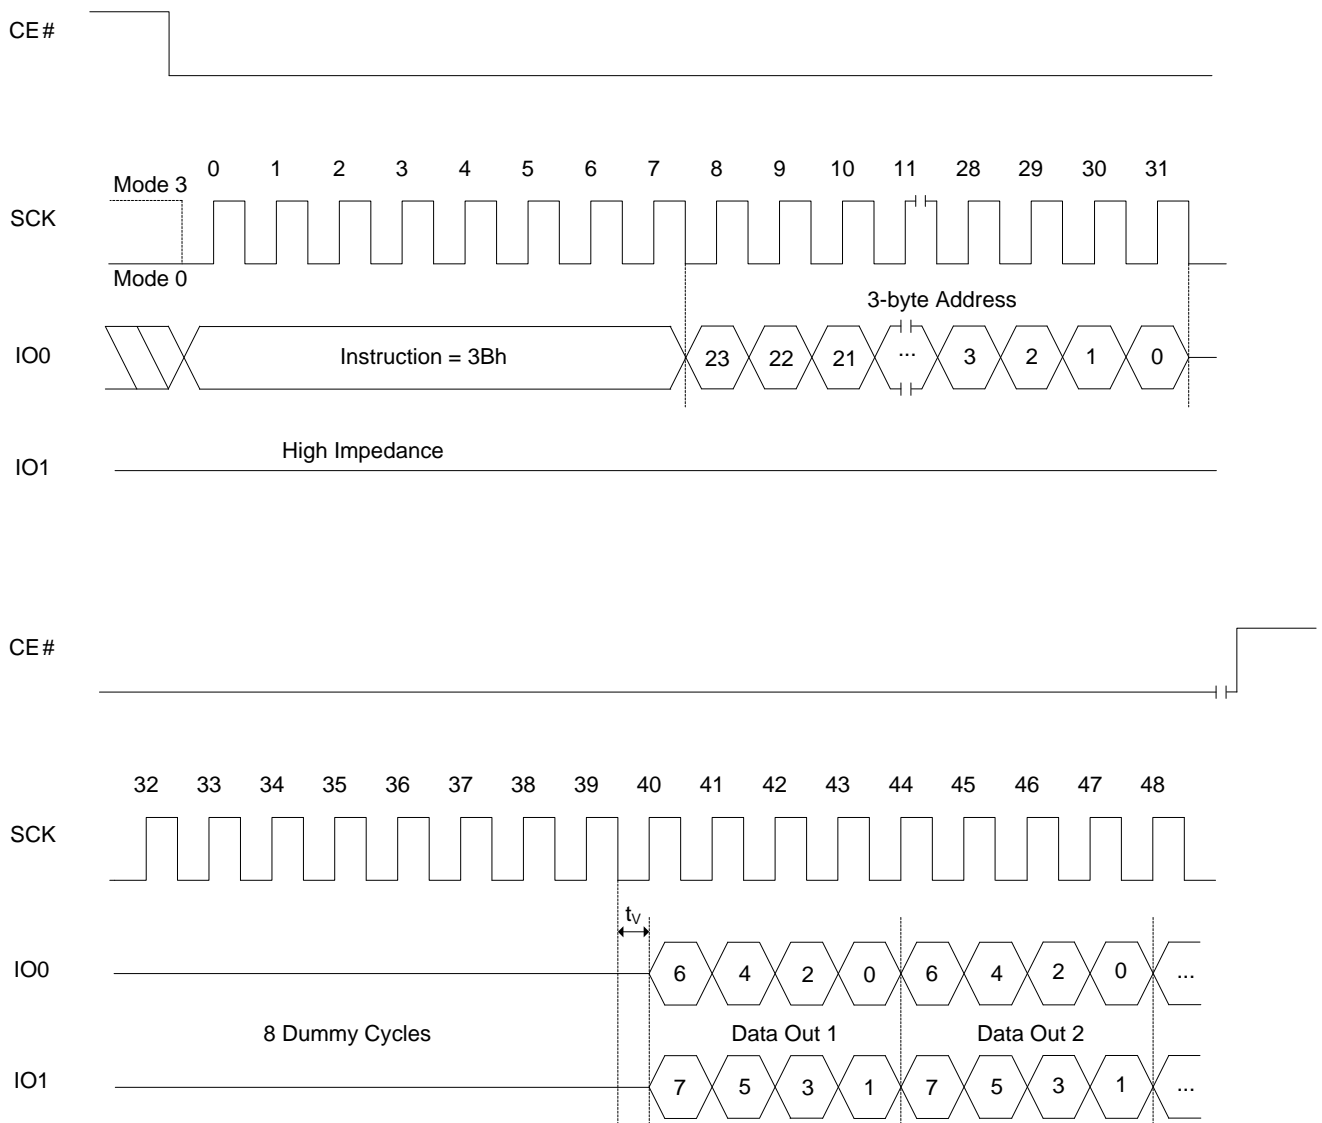 CE#
0 1 2 3 4 5 6 7 8 9 10 11 28 29 30 31
Mode 3
SCK
Mode 0
3-byte Address
IO0 Instruction = 3Bh 23 22 21 ... 3 2 1 0
High Impedance
IO1
CE#
32 33 34 35 36 37 38 39 40 41 42 43 44 45 46 47 48
SCK
tV
IO0 6 4 2 0 6 4 2 0 ...
8 Dummy Cycles Data Out 1 Data Out 2
IO1 7 5 3 1 7 5 3 1 ...